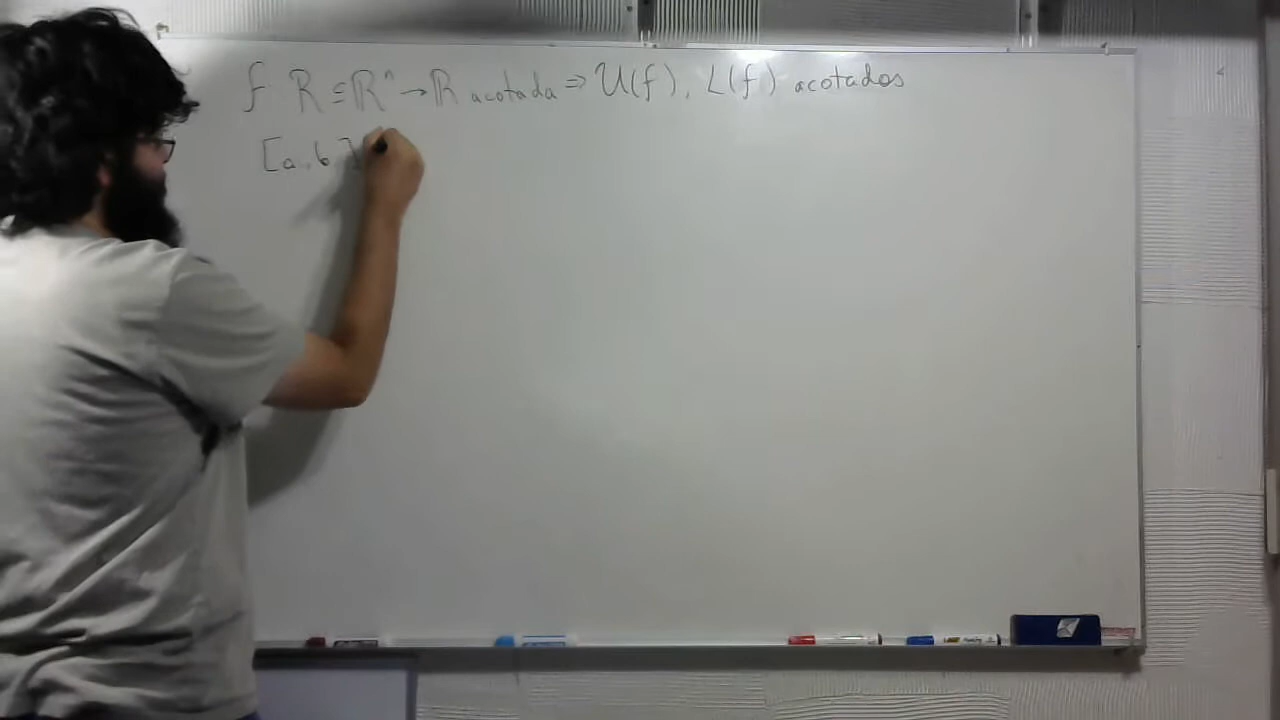 f R ⊆ ℝⁿ → ℝ acotada ⇒ U(f), L(f) acotados
[a, b]